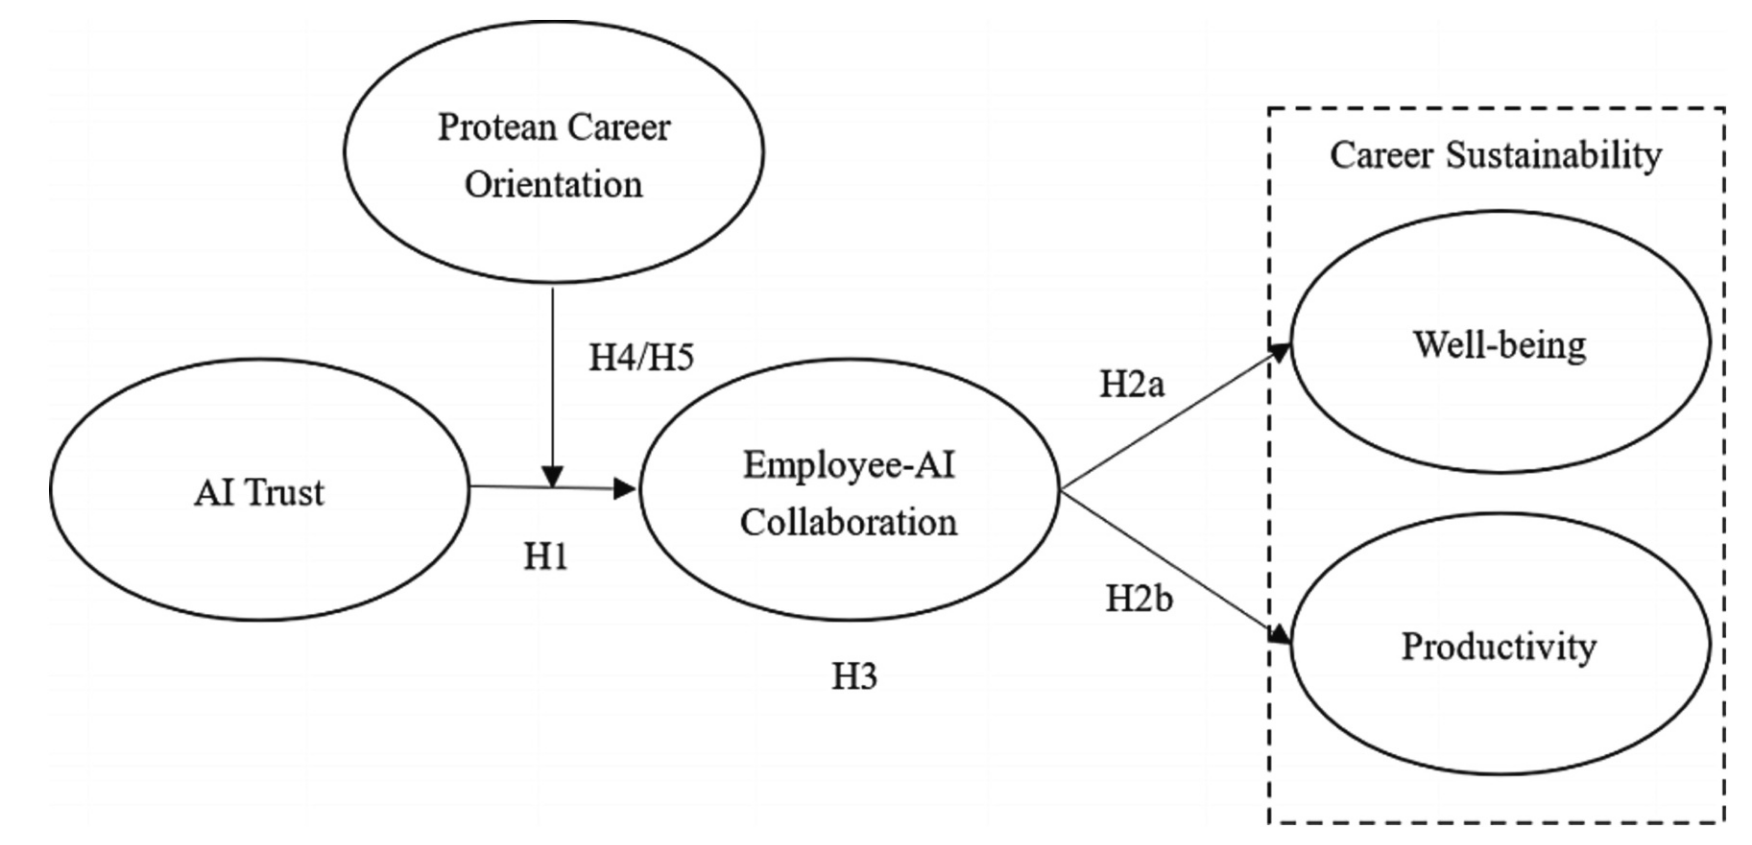 Protean Career
Orientation
Career Sustainability
Well-being
H4/H5
H2a
AI Trust
Employee-AI
Collaboration
H1
H2b
Productivity
H3